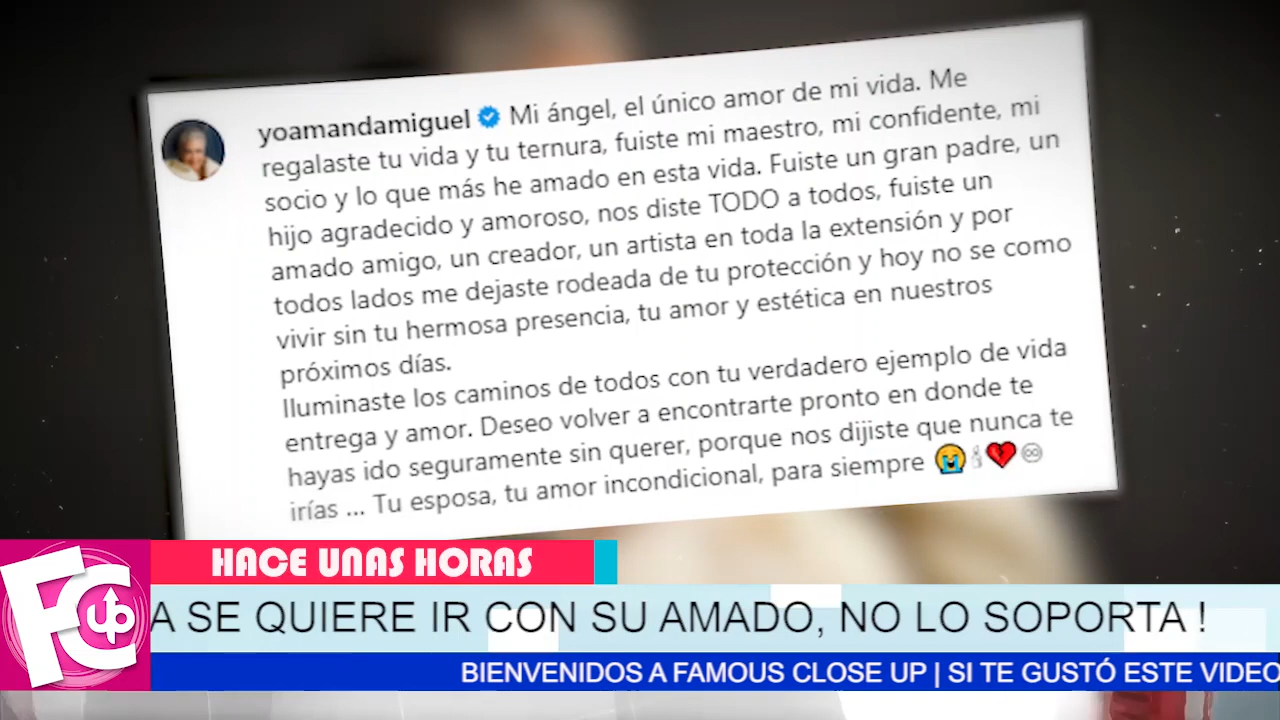 yoamandamiguel Mi ángel, el único amor de mi vida. Me
regalaste tu vida y tu ternura, fuiste mi maestro, mi confidente, mi
socio y lo que más he amado en esta vida. Fuiste un gran padre, un
hijo agradecido y amoroso, nos diste TODO a todos, fuiste un
amado amigo, un creador, un artista en toda la extensión y por
todos lados me dejaste rodeada de tu protección y hoy no se como
vivir sin tu hermosa presencia, tu amor y estética en nuestros
próximos días.
Iluminaste los caminos de todos con tu verdadero ejemplo de vida
entrega y amor. Deseo volver a encontrarte pronto en donde te
hayas ido seguramente sin querer, porque nos dijiste que nunca te
irías ... Tu esposa, tu amor incondicional, para siempre 😭🕯💔♾
HACE UNAS HORAS
FC up
A SE QUIERE IR CON SU AMADO, NO LO SOPORTA !
BIENVENIDOS A FAMOUS CLOSE UP | SI TE GUSTÓ ESTE VIDEO